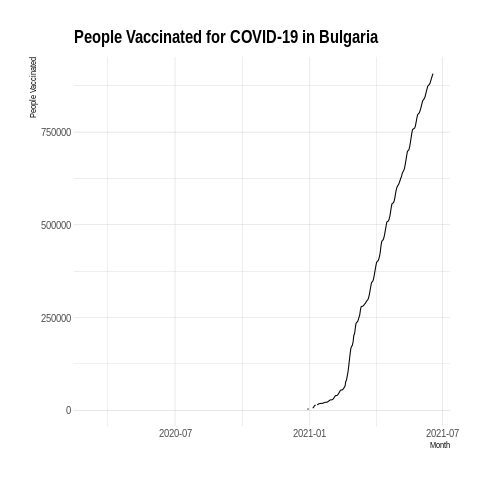 People Vaccinated for COVID-19 in Bulgaria
People Vaccinated
750000
500000
250000
0
2020-07
2021-01
2021-07
Month